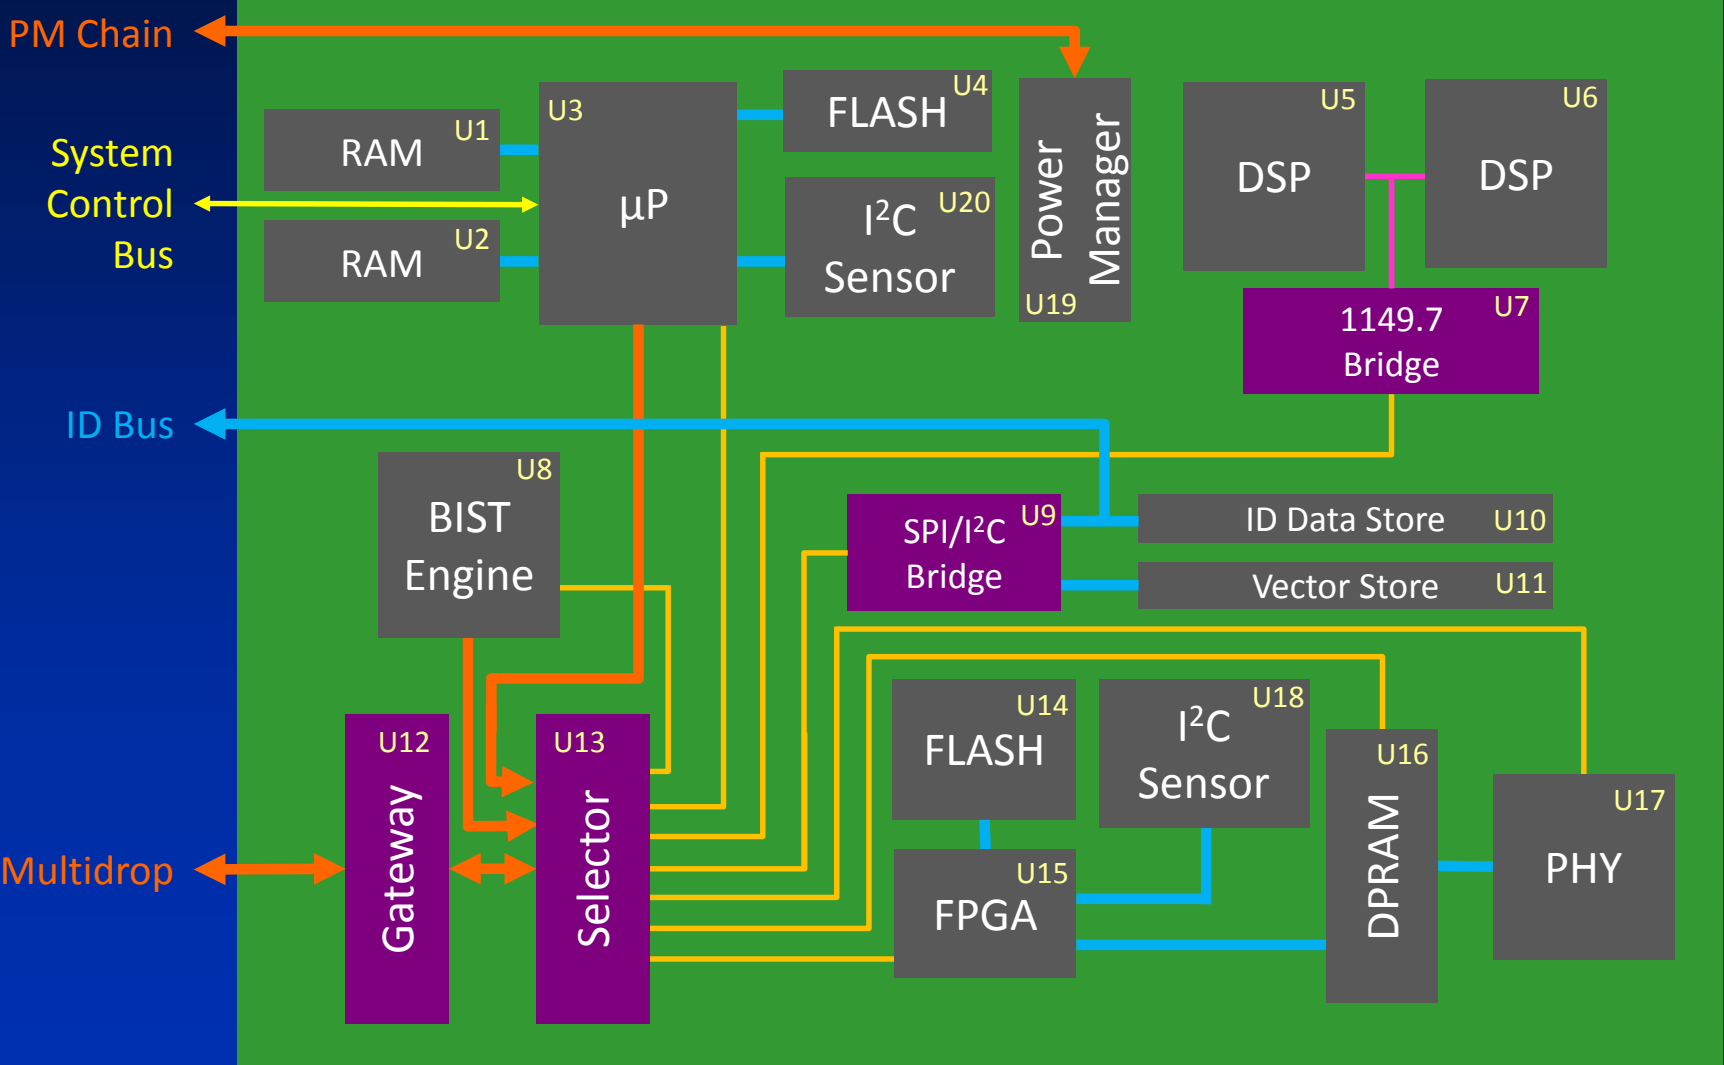 PM Chain
System
Control
Bus
ID Bus
Multidrop
RAM U1
RAM U2
U3
µP
FLASH U4
I²C U20
Sensor
Power
Manager
U19
U5
DSP
U6
DSP
1149.7 U7
Bridge
U8
BIST
Engine
SPI/I²C U9
Bridge
ID Data Store U10
Vector Store U11
U12
Gateway
U13
Selector
U14
FLASH
U18
I²C
Sensor
U15
FPGA
U16
DPRAM
U17
PHY